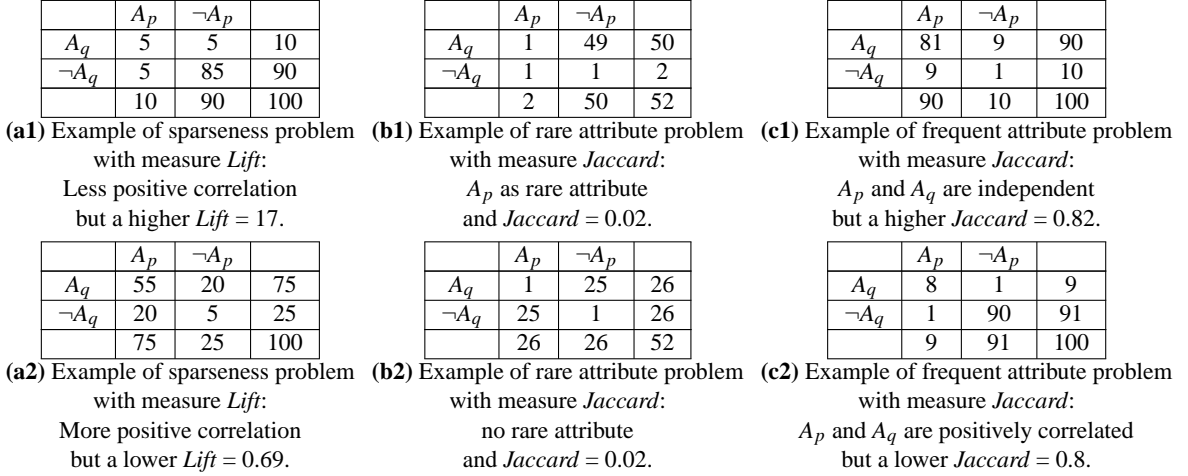 A_p ¬A_p
A_q 5 5 10
¬A_q 5 85 90
10 90 100
(a1) Example of sparseness problem
with measure Lift:
Less positive correlation
but a higher Lift = 17.
A_p ¬A_p
A_q 1 49 50
¬A_q 1 1 2
2 50 52
(b1) Example of rare attribute problem
with measure Jaccard:
A_p as rare attribute
and Jaccard = 0.02.
A_p ¬A_p
A_q 81 9 90
¬A_q 9 1 10
90 10 100
(c1) Example of frequent attribute problem
with measure Jaccard:
A_p and A_q are independent
but a higher Jaccard = 0.82.
A_p ¬A_p
A_q 55 20 75
¬A_q 20 5 25
75 25 100
(a2) Example of sparseness problem
with measure Lift:
More positive correlation
but a lower Lift = 0.69.
A_p ¬A_p
A_q 1 25 26
¬A_q 25 1 26
26 26 52
(b2) Example of rare attribute problem
with measure Jaccard:
no rare attribute
and Jaccard = 0.02.
A_p ¬A_p
A_q 8 1 9
¬A_q 1 90 91
9 91 100
(c2) Example of frequent attribute problem
with measure Jaccard:
A_p and A_q are positively correlated
but a lower Jaccard = 0.8.